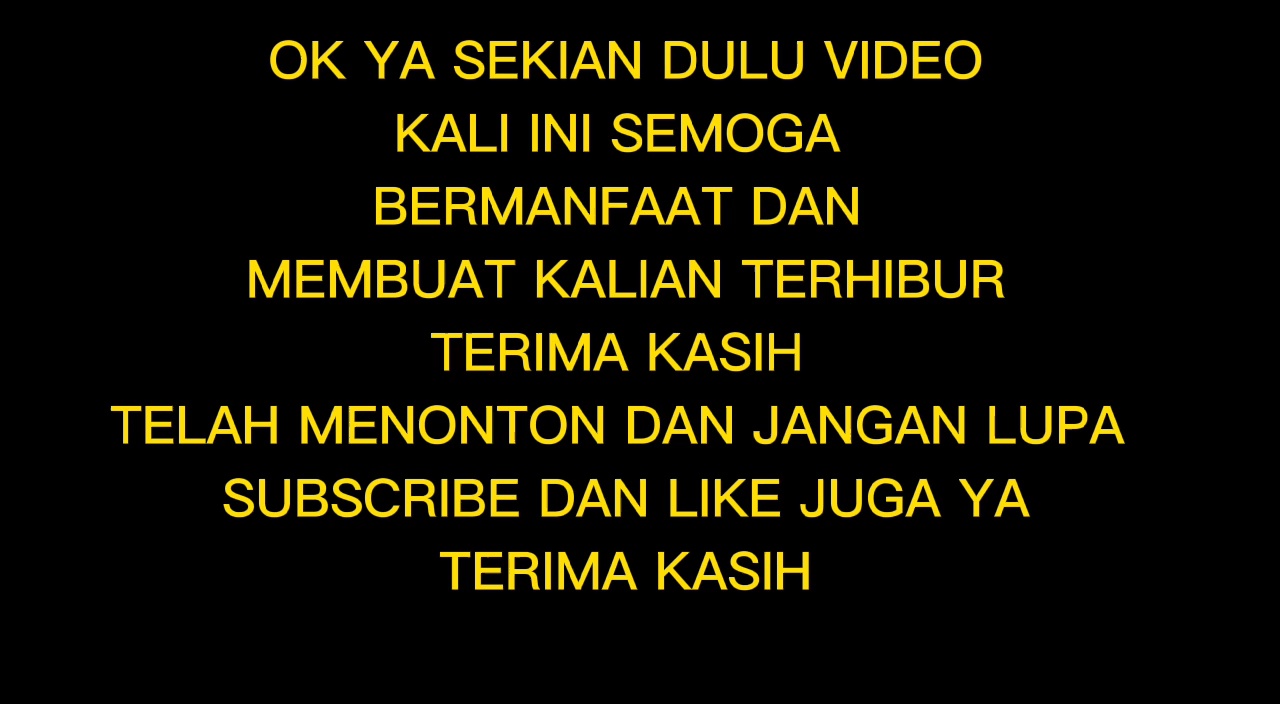 OK YA SEKIAN DULU VIDEO
KALI INI SEMOGA
BERMANFAAT DAN
MEMBUAT KALIAN TERHIBUR
TERIMA KASIH
TELAH MENONTON DAN JANGAN LUPA
SUBSCRIBE DAN LIKE JUGA YA
TERIMA KASIH